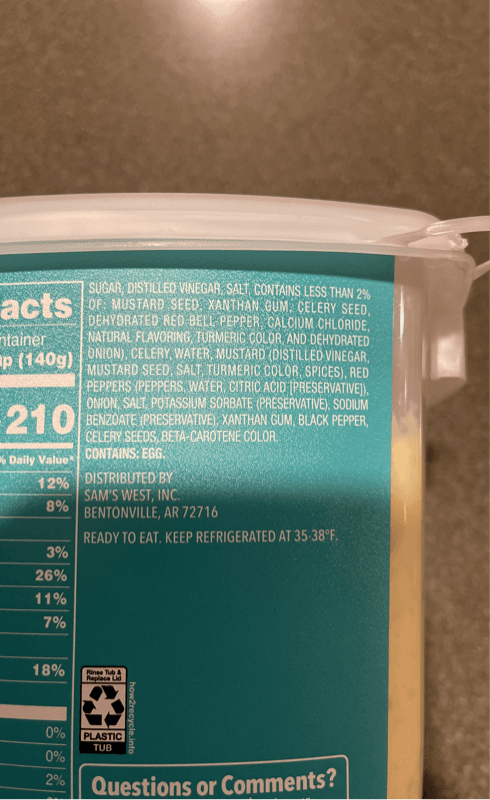 acts
ntainer
up (140g)
210
% Daily Value*
12%
8%
3%
26%
11%
7%
18%
0%
0%
2%
SUGAR, DISTILLED VINEGAR, SALT, CONTAINS LESS THAN 2%
OF: MUSTARD SEED, XANTHAN GUM, CELERY SEED,
DEHYDRATED RED BELL PEPPER, CALCIUM CHLORIDE,
NATURAL FLAVORING, TURMERIC COLOR, AND DEHYDRATED
ONION), CELERY, WATER, MUSTARD (DISTILLED VINEGAR,
MUSTARD SEED, SALT, TURMERIC COLOR, SPICES), RED
PEPPERS (PEPPERS, WATER, CITRIC ACID [PRESERVATIVE]),
ONION, SALT, POTASSIUM SORBATE (PRESERVATIVE), SODIUM
BENZOATE (PRESERVATIVE), XANTHAN GUM, BLACK PEPPER,
CELERY SEEDS, BETA-CAROTENE COLOR.
CONTAINS: EGG.
DISTRIBUTED BY
SAM'S WEST, INC.
BENTONVILLE, AR 72716
READY TO EAT. KEEP REFRIGERATED AT 35-38°F.
Rinse Tub &
Replace Lid
PLASTIC
TUB
how2recycle.info
Questions or Comments?